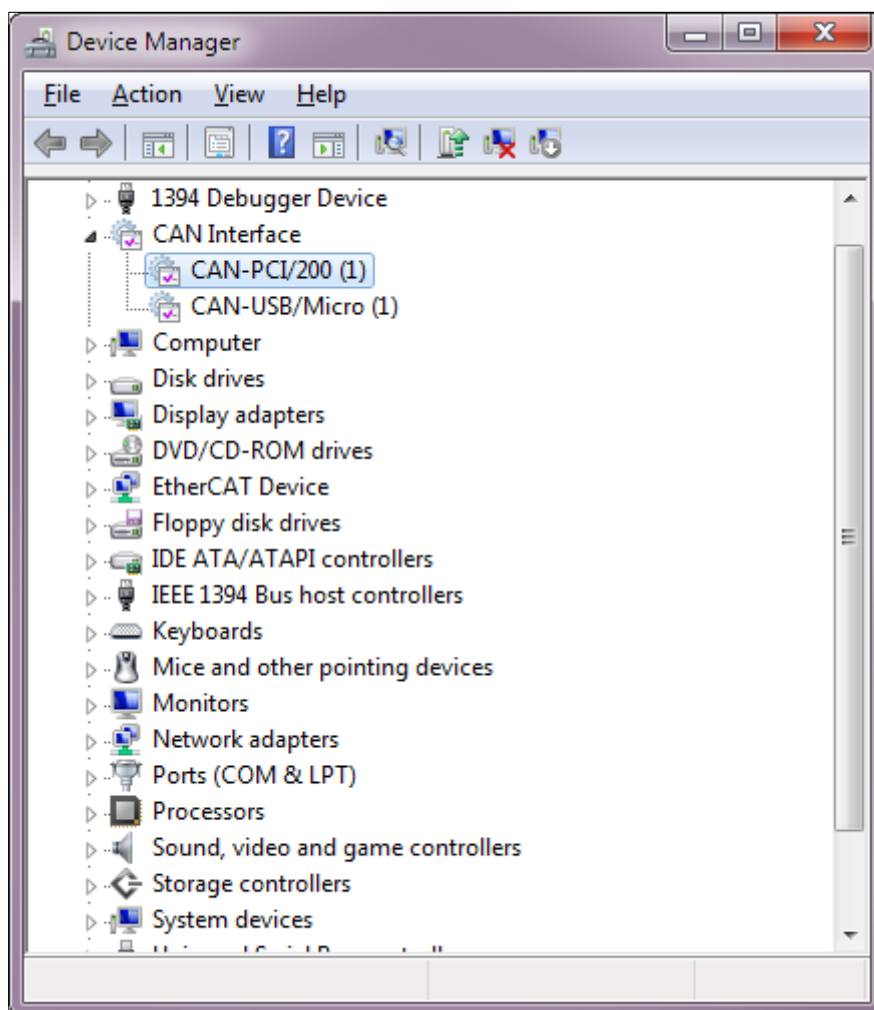 Device Manager
File Action View Help
1394 Debugger Device
CAN Interface
CAN-PCI/200 (1)
CAN-USB/Micro (1)
Computer
Disk drives
Display adapters
DVD/CD-ROM drives
EtherCAT Device
Floppy disk drives
IDE ATA/ATAPI controllers
IEEE 1394 Bus host controllers
Keyboards
Mice and other pointing devices
Monitors
Network adapters
Ports (COM & LPT)
Processors
Sound, video and game controllers
Storage controllers
System devices